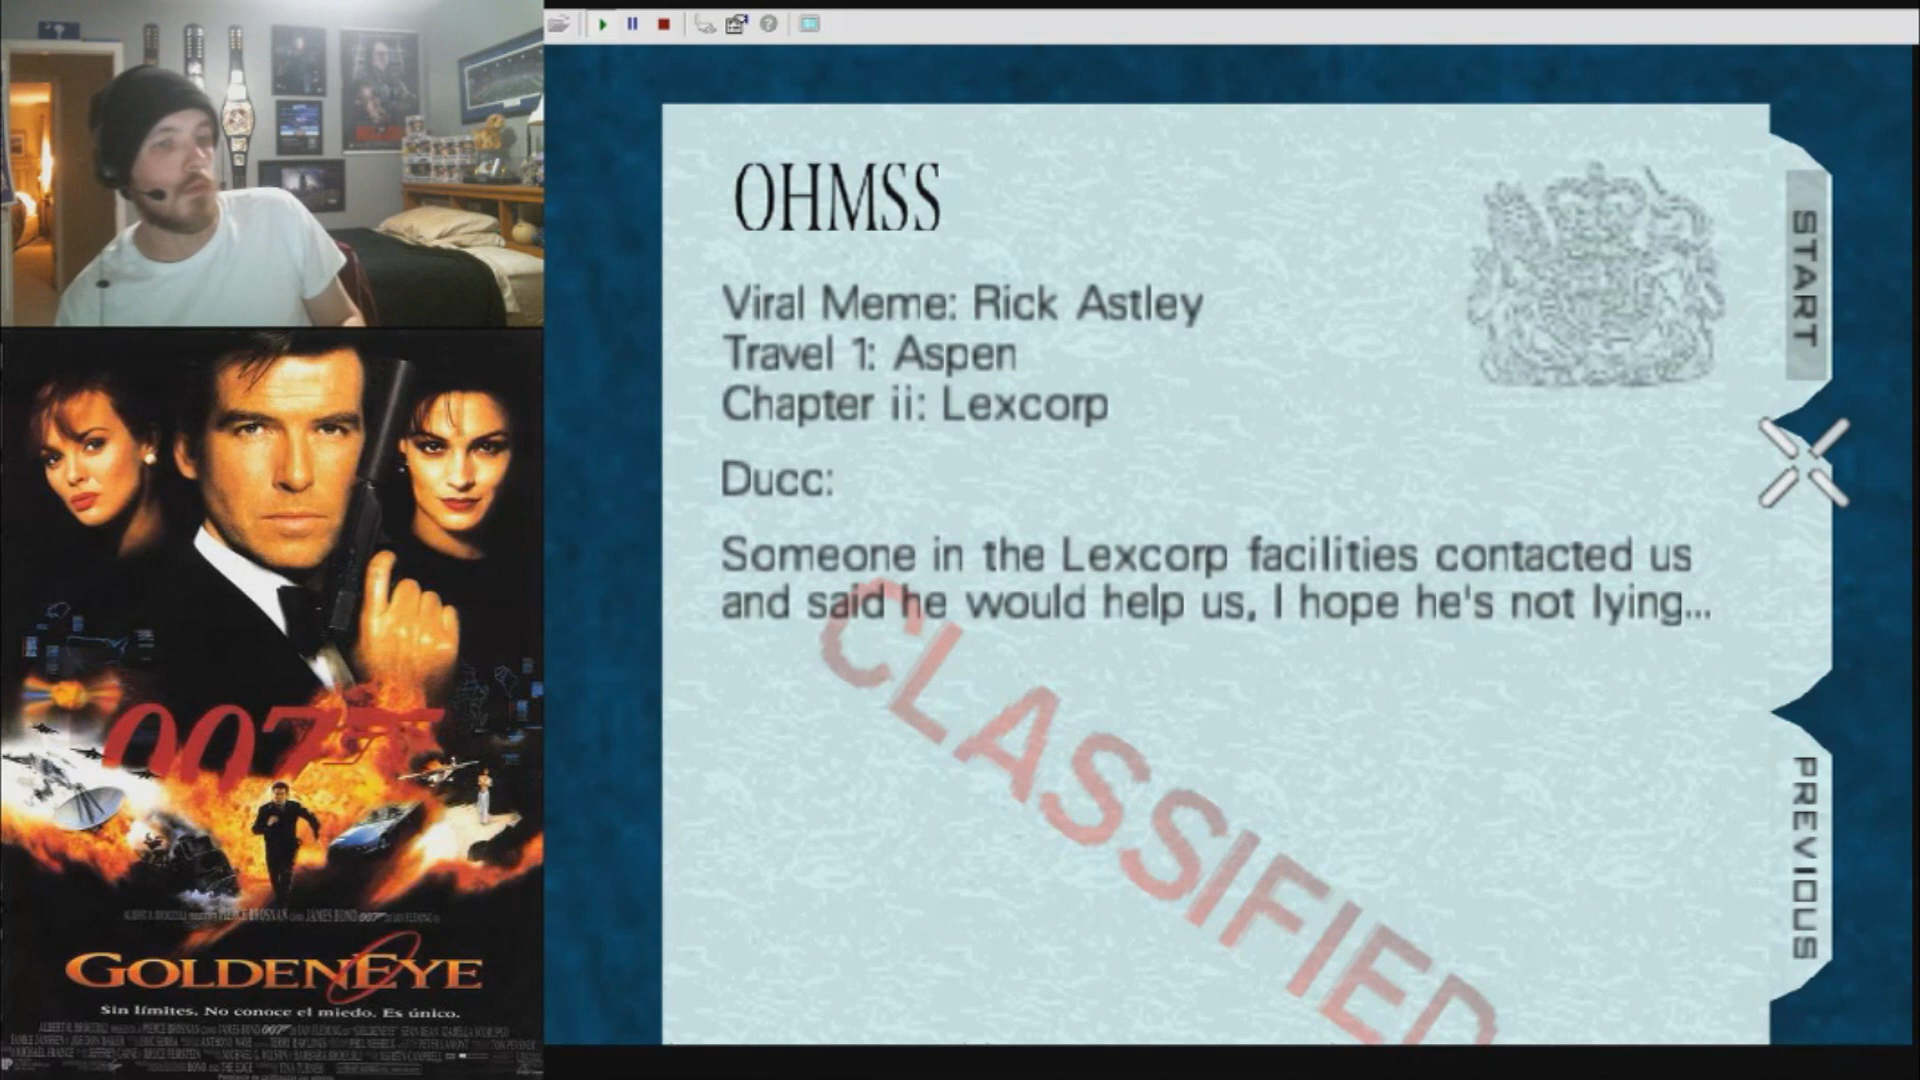 OHMSS
Viral Meme: Rick Astley
Travel 1: Aspen
Chapter ii: Lexcorp
Ducc:
Someone in the Lexcorp facilities contacted us
and said he would help us, I hope he's not lying...
CLASSIFIED
START
PREVIOUS
007
GOLDENEYE
Sin límites. No conoce el miedo. Es único.